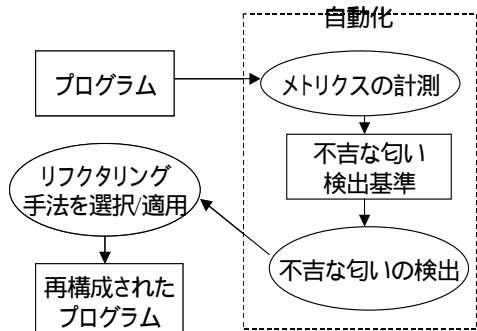 自動化
プログラム
メトリクスの計測
不吉な匂い
検出基準
リファクタリング
手法を選択/適用
不吉な匂いの検出
再構成された
プログラム